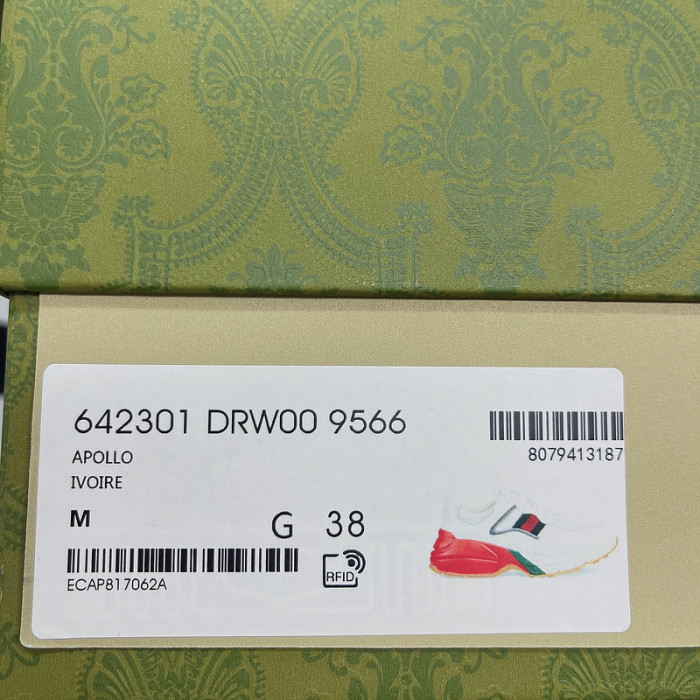 642301 DRW00 9566
8079413187
APOLLO
IVOIRE
M
G 38
RFID
ECAP817062A